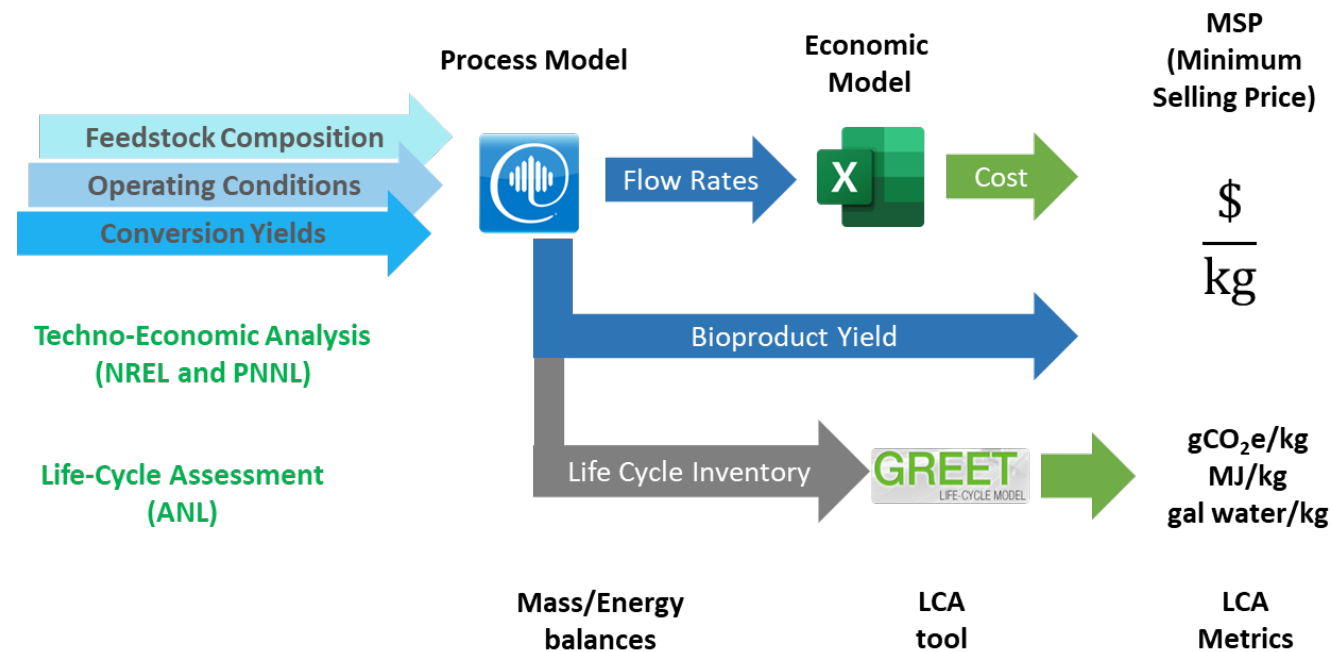 Process Model
Economic
Model
MSP
(Minimum
Selling Price)
Feedstock Composition
Operating Conditions
Conversion Yields
Flow Rates
X
Cost
$
kg
Bioproduct Yield
Techno-Economic Analysis
(NREL and PNNL)
Life-Cycle Assessment
(ANL)
Life Cycle Inventory
GREET
LIFE-CYCLE MODEL
gCO₂e/kg
MJ/kg
gal water/kg
Mass/Energy
balances
LCA
tool
LCA
Metrics